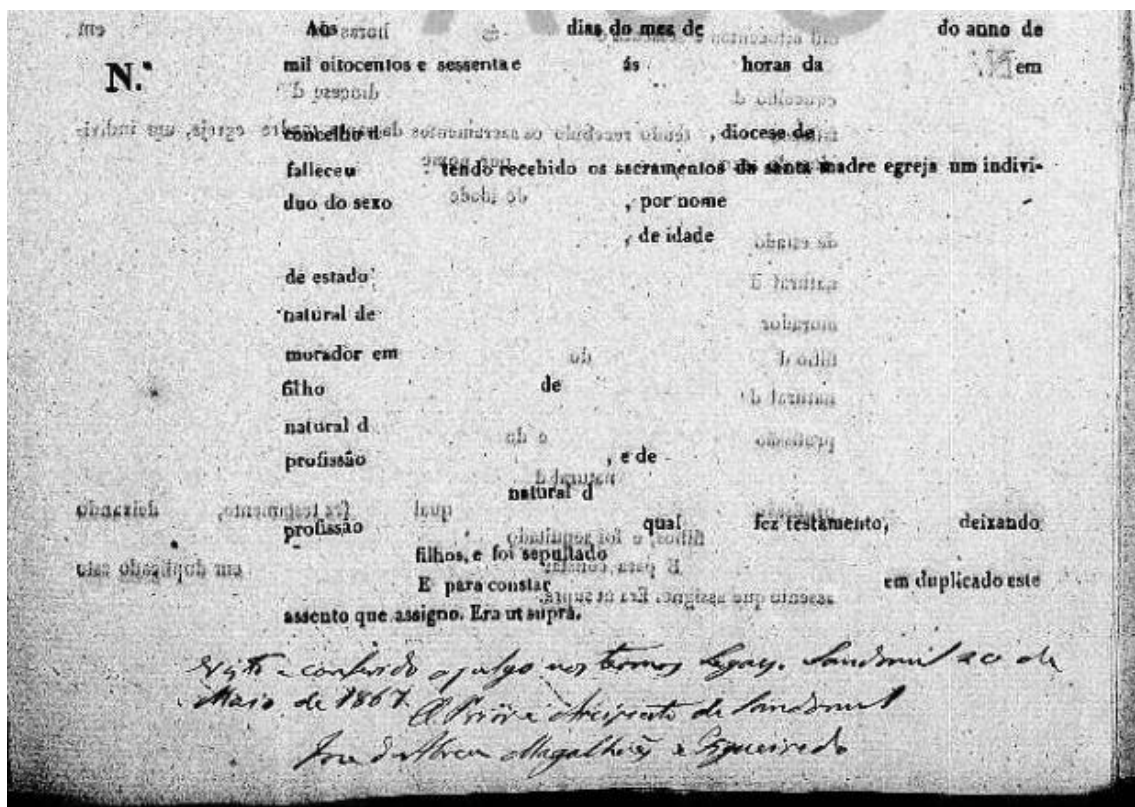 Aos dias do mez de do anno de
N.º mil oitocentos e sessenta e ás horas da em
concelho d , diocese de
falleceu tendo recebido os sacramentos da santa madre egreja um indivi-
duo do sexo , por nome
, de idade
de estado
natural de
morador em
filho de
natural d
profissão , e de
natural d
profissão qual fez testamento, deixando
filhos, e foi sepultado
E para constar em duplicado este
assento que assigno. Era ut supra.
conferido o julgo nos termos legaes. Sandomil 20 de
Maio de 1867. O Prior e Arcipreste de Sandomil
José d'Abreu Magalhães e Figueiredo